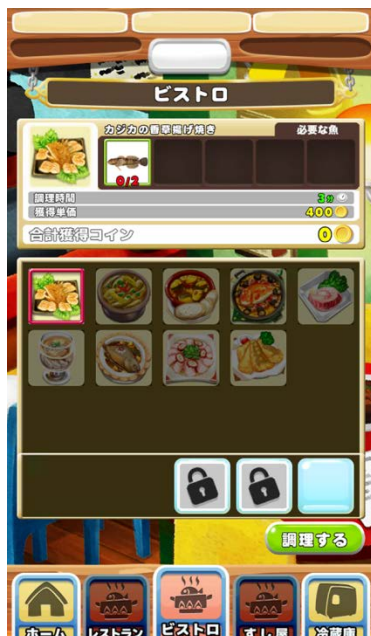 ビストロ
カジカの香草揚げ焼き
必要な魚
0/2
調理時間 3分
獲得単価 400
合計獲得コイン 0
調理する
ホーム レストラン ビストロ すし屋 冷蔵庫